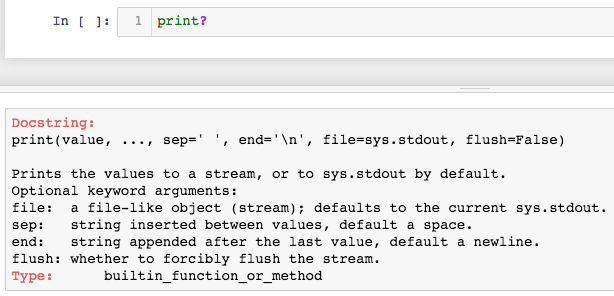 In [ ]: 1 print?
Docstring:
print(value, ..., sep=' ', end='\n', file=sys.stdout, flush=False)
Prints the values to a stream, or to sys.stdout by default.
Optional keyword arguments:
file:  a file-like object (stream); defaults to the current sys.stdout.
sep:   string inserted between values, default a space.
end:   string appended after the last value, default a newline.
flush: whether to forcibly flush the stream.
Type:      builtin_function_or_method